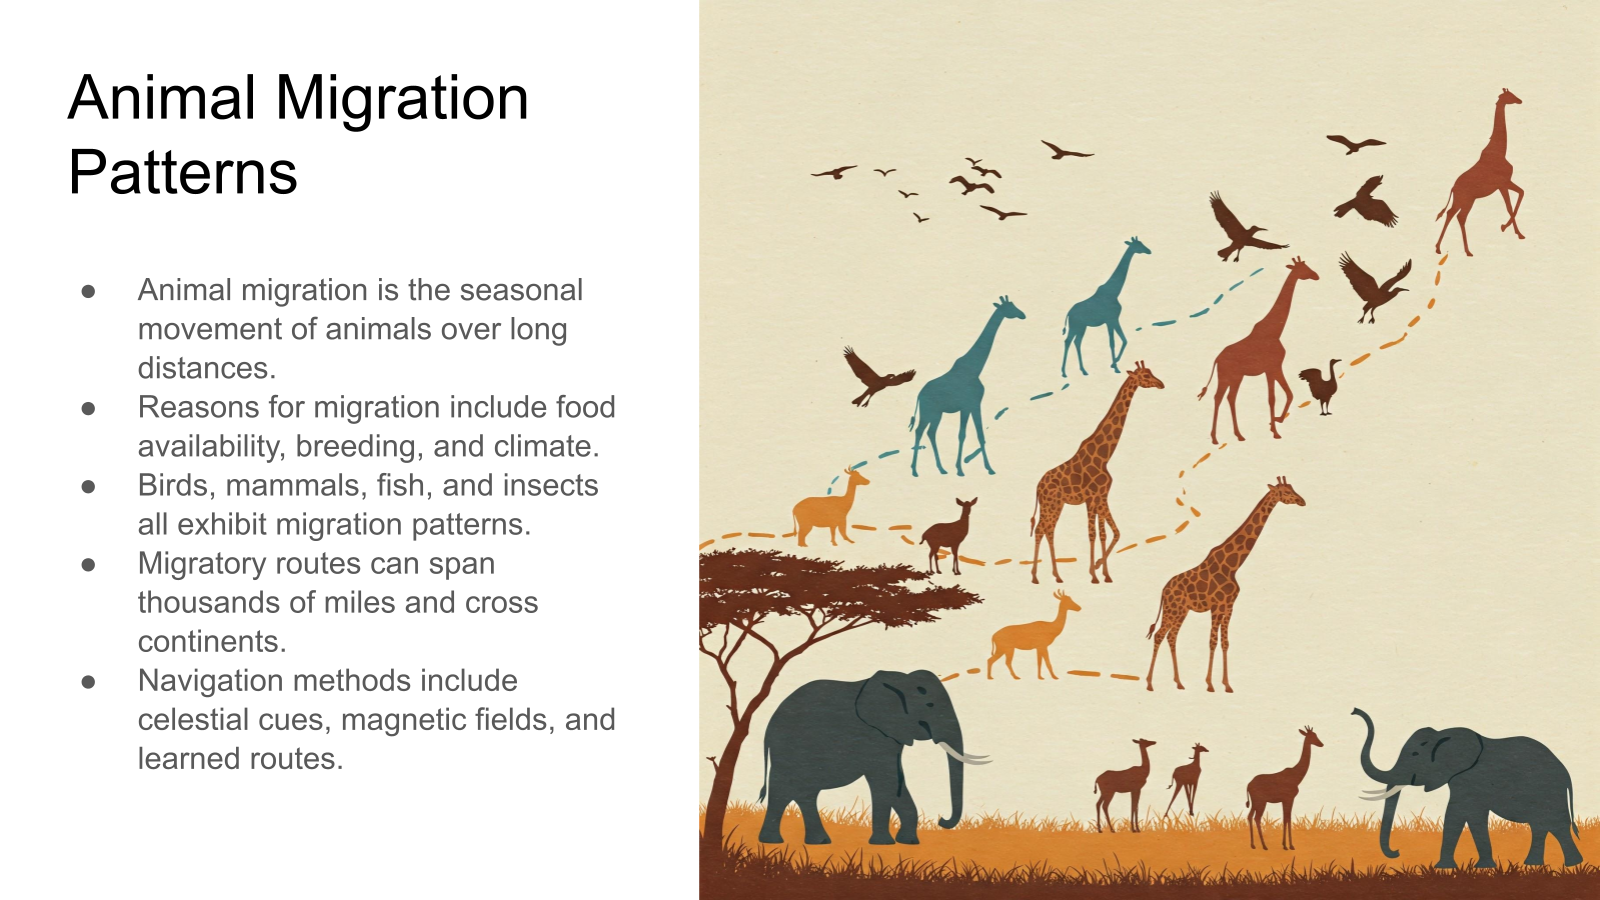 Animal Migration
Patterns
● Animal migration is the seasonal
movement of animals over long
distances.
● Reasons for migration include food
availability, breeding, and climate.
● Birds, mammals, fish, and insects
all exhibit migration patterns.
● Migratory routes can span
thousands of miles and cross
continents.
● Navigation methods include
celestial cues, magnetic fields, and
learned routes.